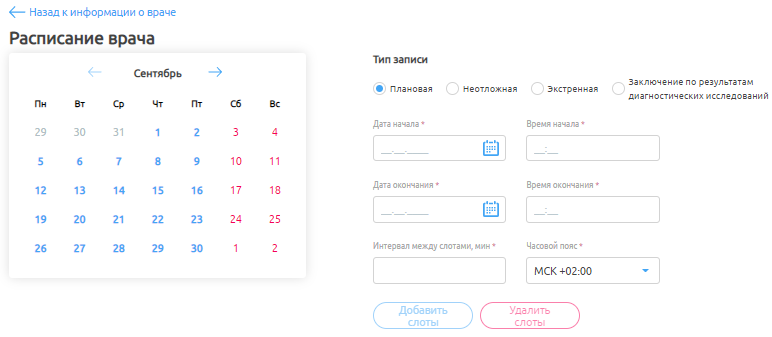 Назад к информации о враче
Расписание врача
Сентябрь
Пн Вт Ср Чт Пт Сб Вс
29 30 31 1 2 3 4
5 6 7 8 9 10 11
12 13 14 15 16 17 18
19 20 21 22 23 24 25
26 27 28 29 30 1 2
Тип записи
Плановая Неотложная Экстренная Заключение по результатам
диагностических исследований
Дата начала * Время начала *
__.__.____ __:__
Дата окончания * Время окончания *
__.__.____ __:__
Интервал между слотами, мин * Часовой пояс *
МСК +02:00
Добавить
слоты
Удалить
слоты